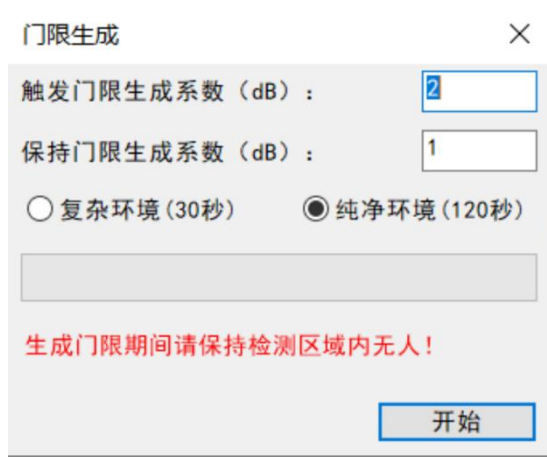 门限生成
触发门限生成系数（dB）： 2
保持门限生成系数（dB）： 1
复杂环境(30秒) 纯净环境(120秒)
生成门限期间请保持检测区域内无人！
开始